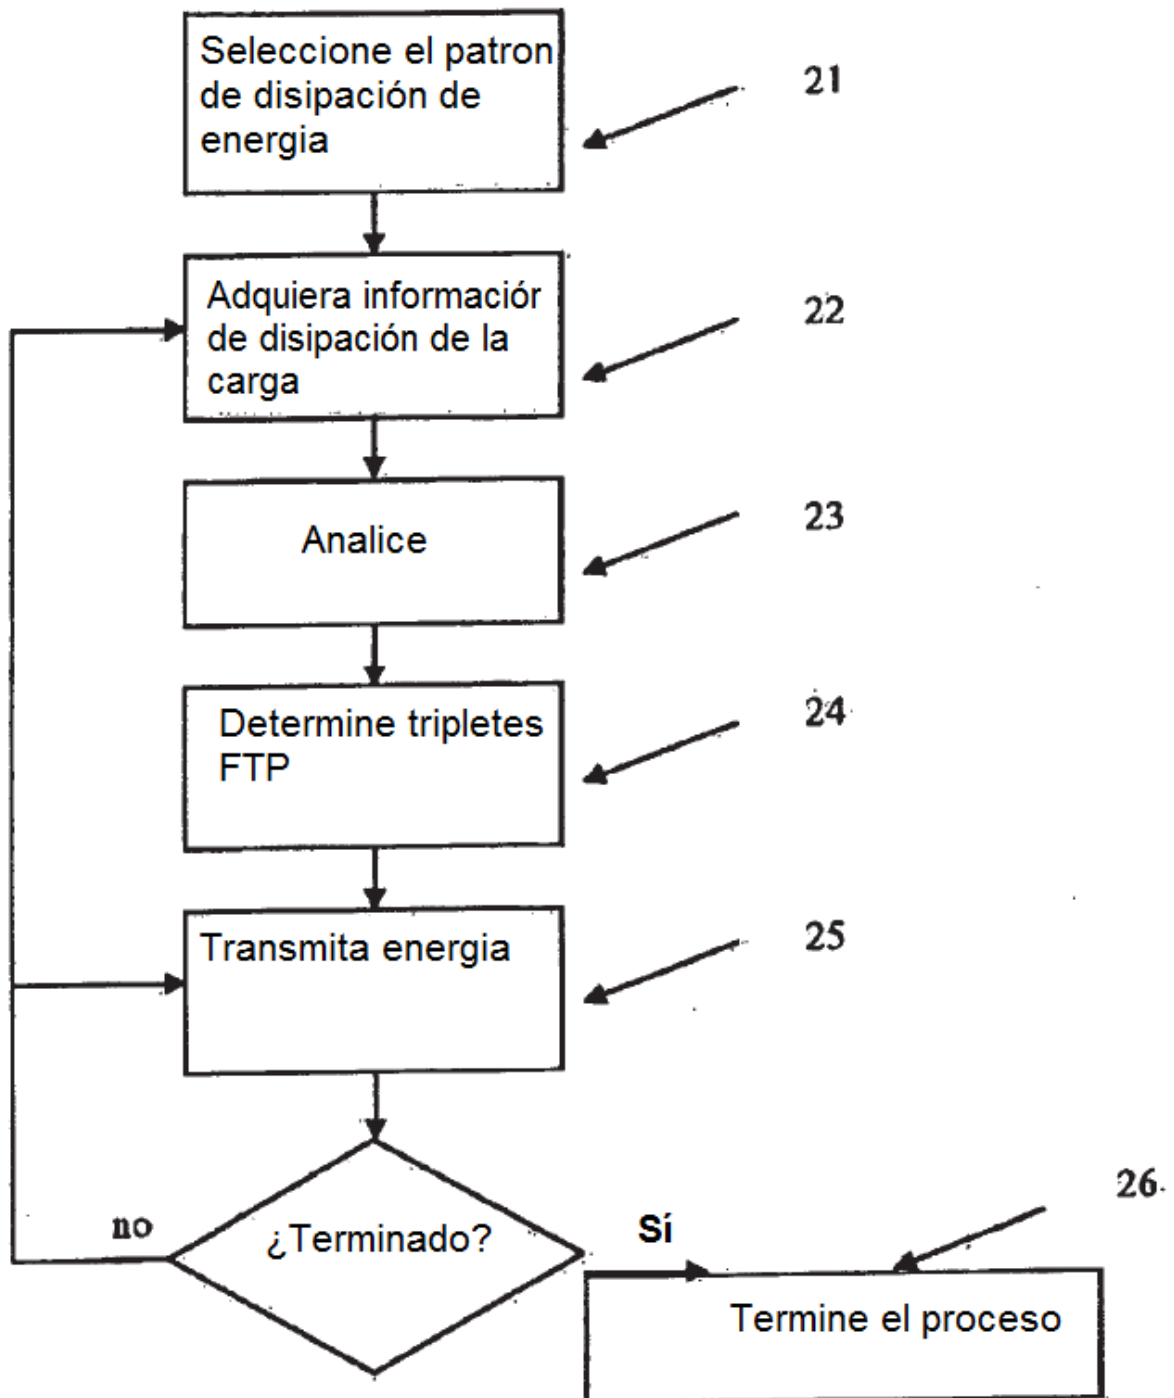 Seleccione el patron
de disipación de
energia
21
Adquiera informaciór
de disipación de la
carga
22
Analice
23
Determine tripletes
FTP
24
Transmita energia
25
¿Terminado?
no
Sí
26
Termine el proceso